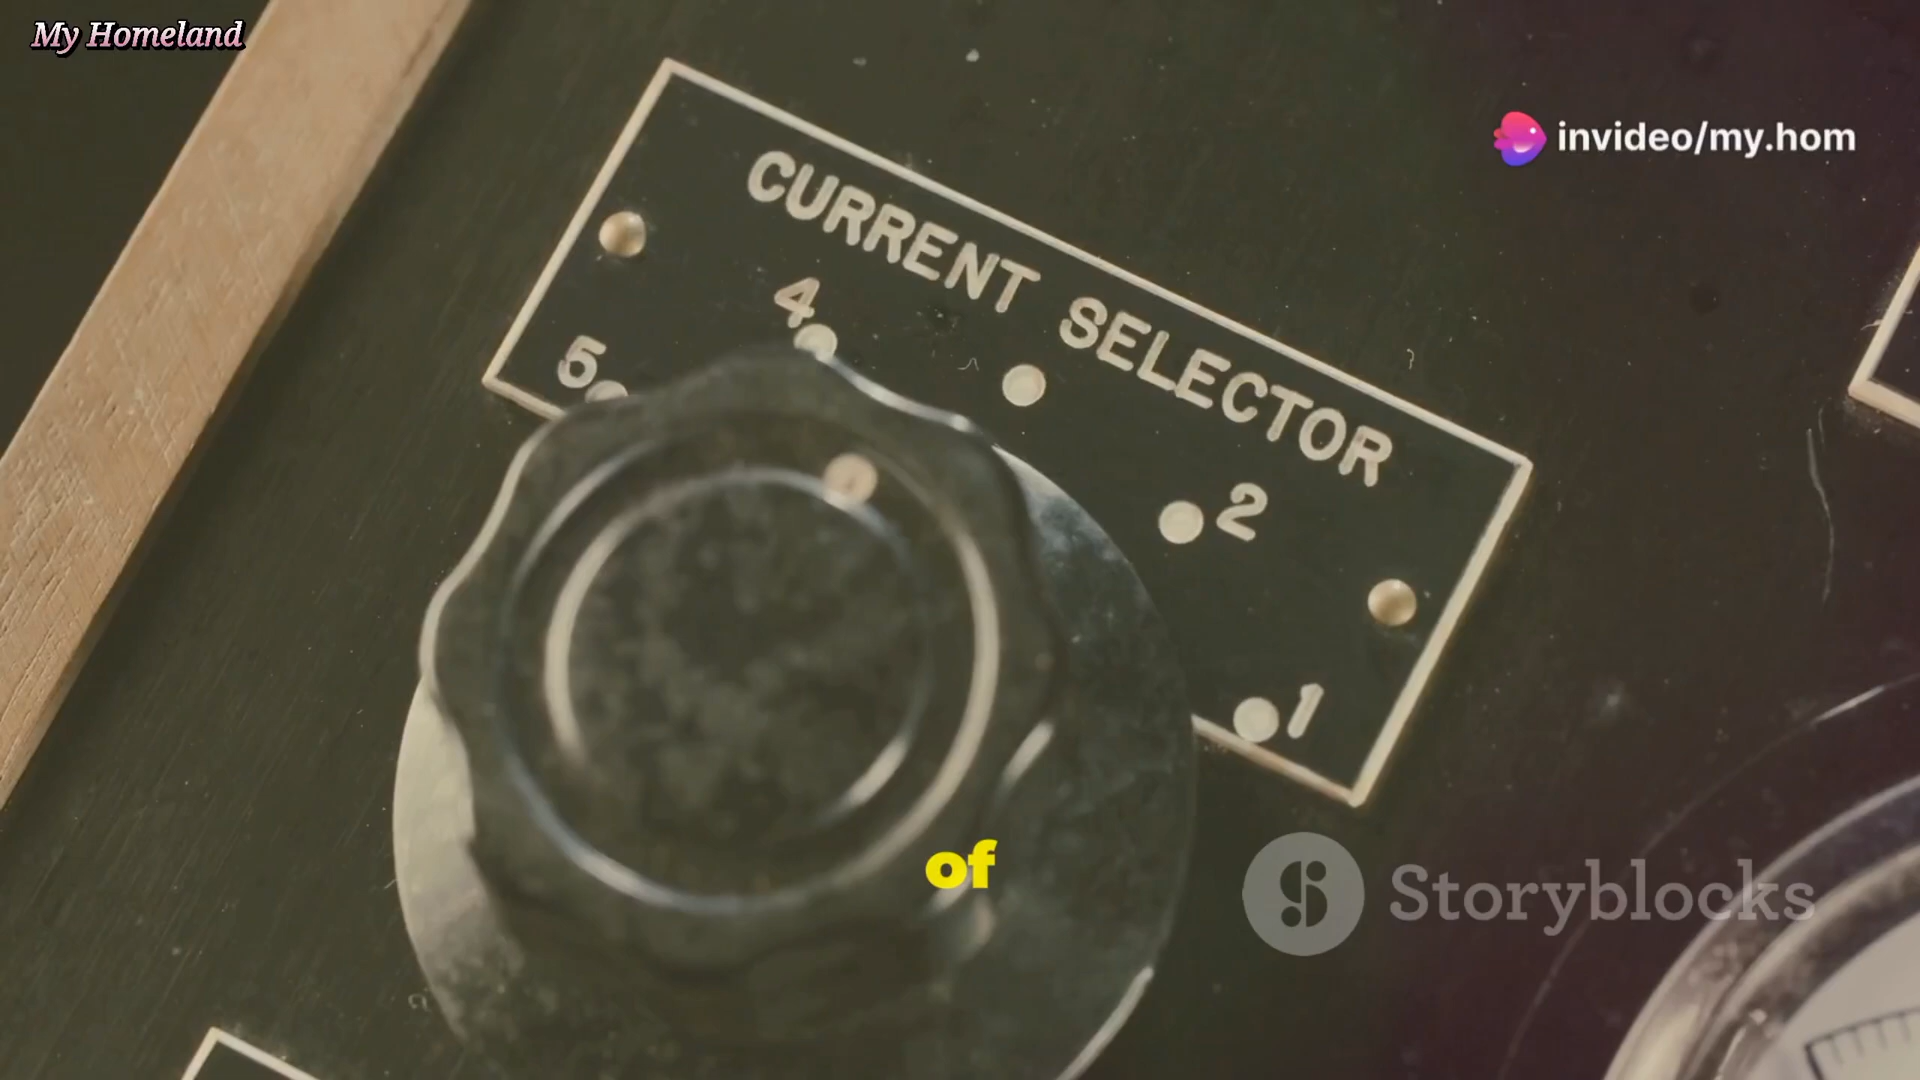 My Homeland
invideo/my.hom
CURRENT SELECTOR
4
5
2
1
of
Storyblocks